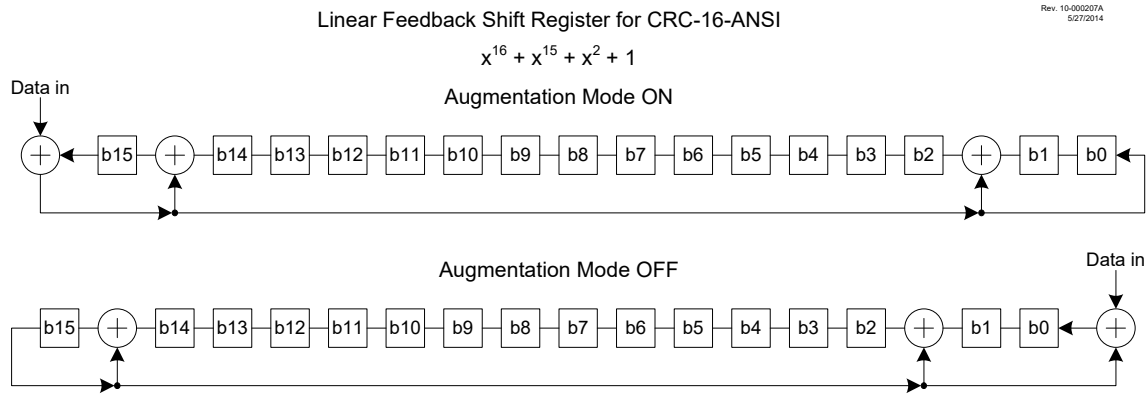 Rev. 10-000207A
5/27/2014
Linear Feedback Shift Register for CRC-16-ANSI
x¹⁶ + x¹⁵ + x² + 1
Augmentation Mode ON
Data in
+ b15 + b14 b13 b12 b11 b10 b9 b8 b7 b6 b5 b4 b3 b2 + b1 b0
Augmentation Mode OFF
Data in
b15 + b14 b13 b12 b11 b10 b9 b8 b7 b6 b5 b4 b3 b2 + b1 b0 +